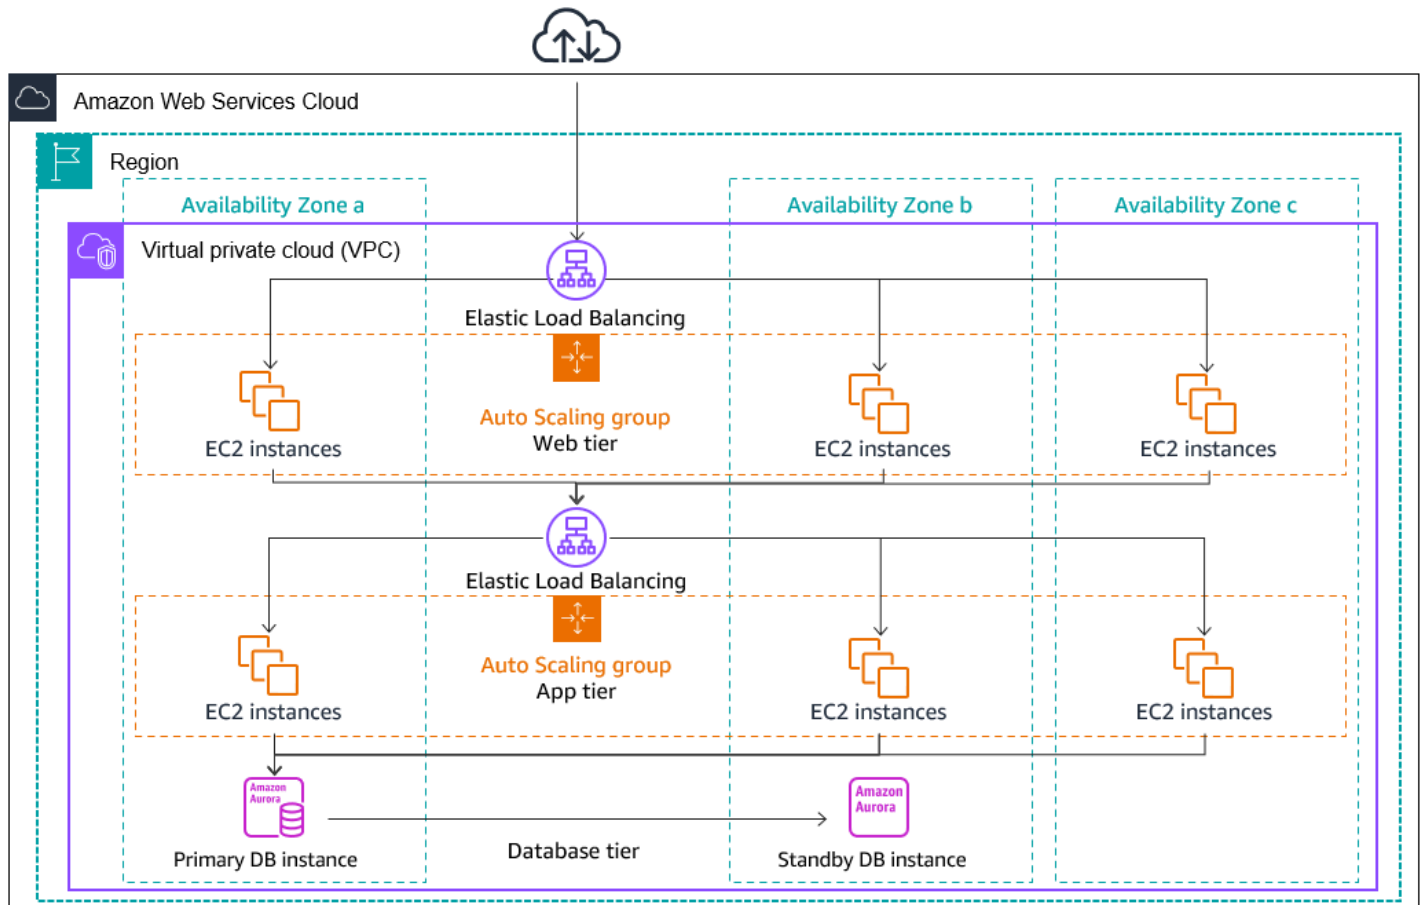 Amazon Web Services Cloud
Region
Availability Zone a
Availability Zone b
Availability Zone c
Virtual private cloud (VPC)
Elastic Load Balancing
Auto Scaling group
Web tier
EC2 instances
EC2 instances
EC2 instances
Elastic Load Balancing
Auto Scaling group
App tier
EC2 instances
EC2 instances
EC2 instances
Amazon
Aurora
Primary DB instance
Database tier
Amazon
Aurora
Standby DB instance